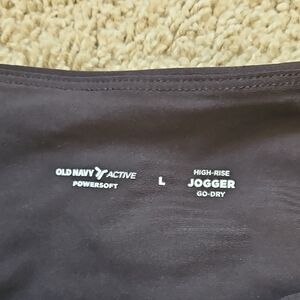 OLD NAVY ACTIVE
POWERSOFT
L
HIGH-RISE
JOGGER
GO-DRY